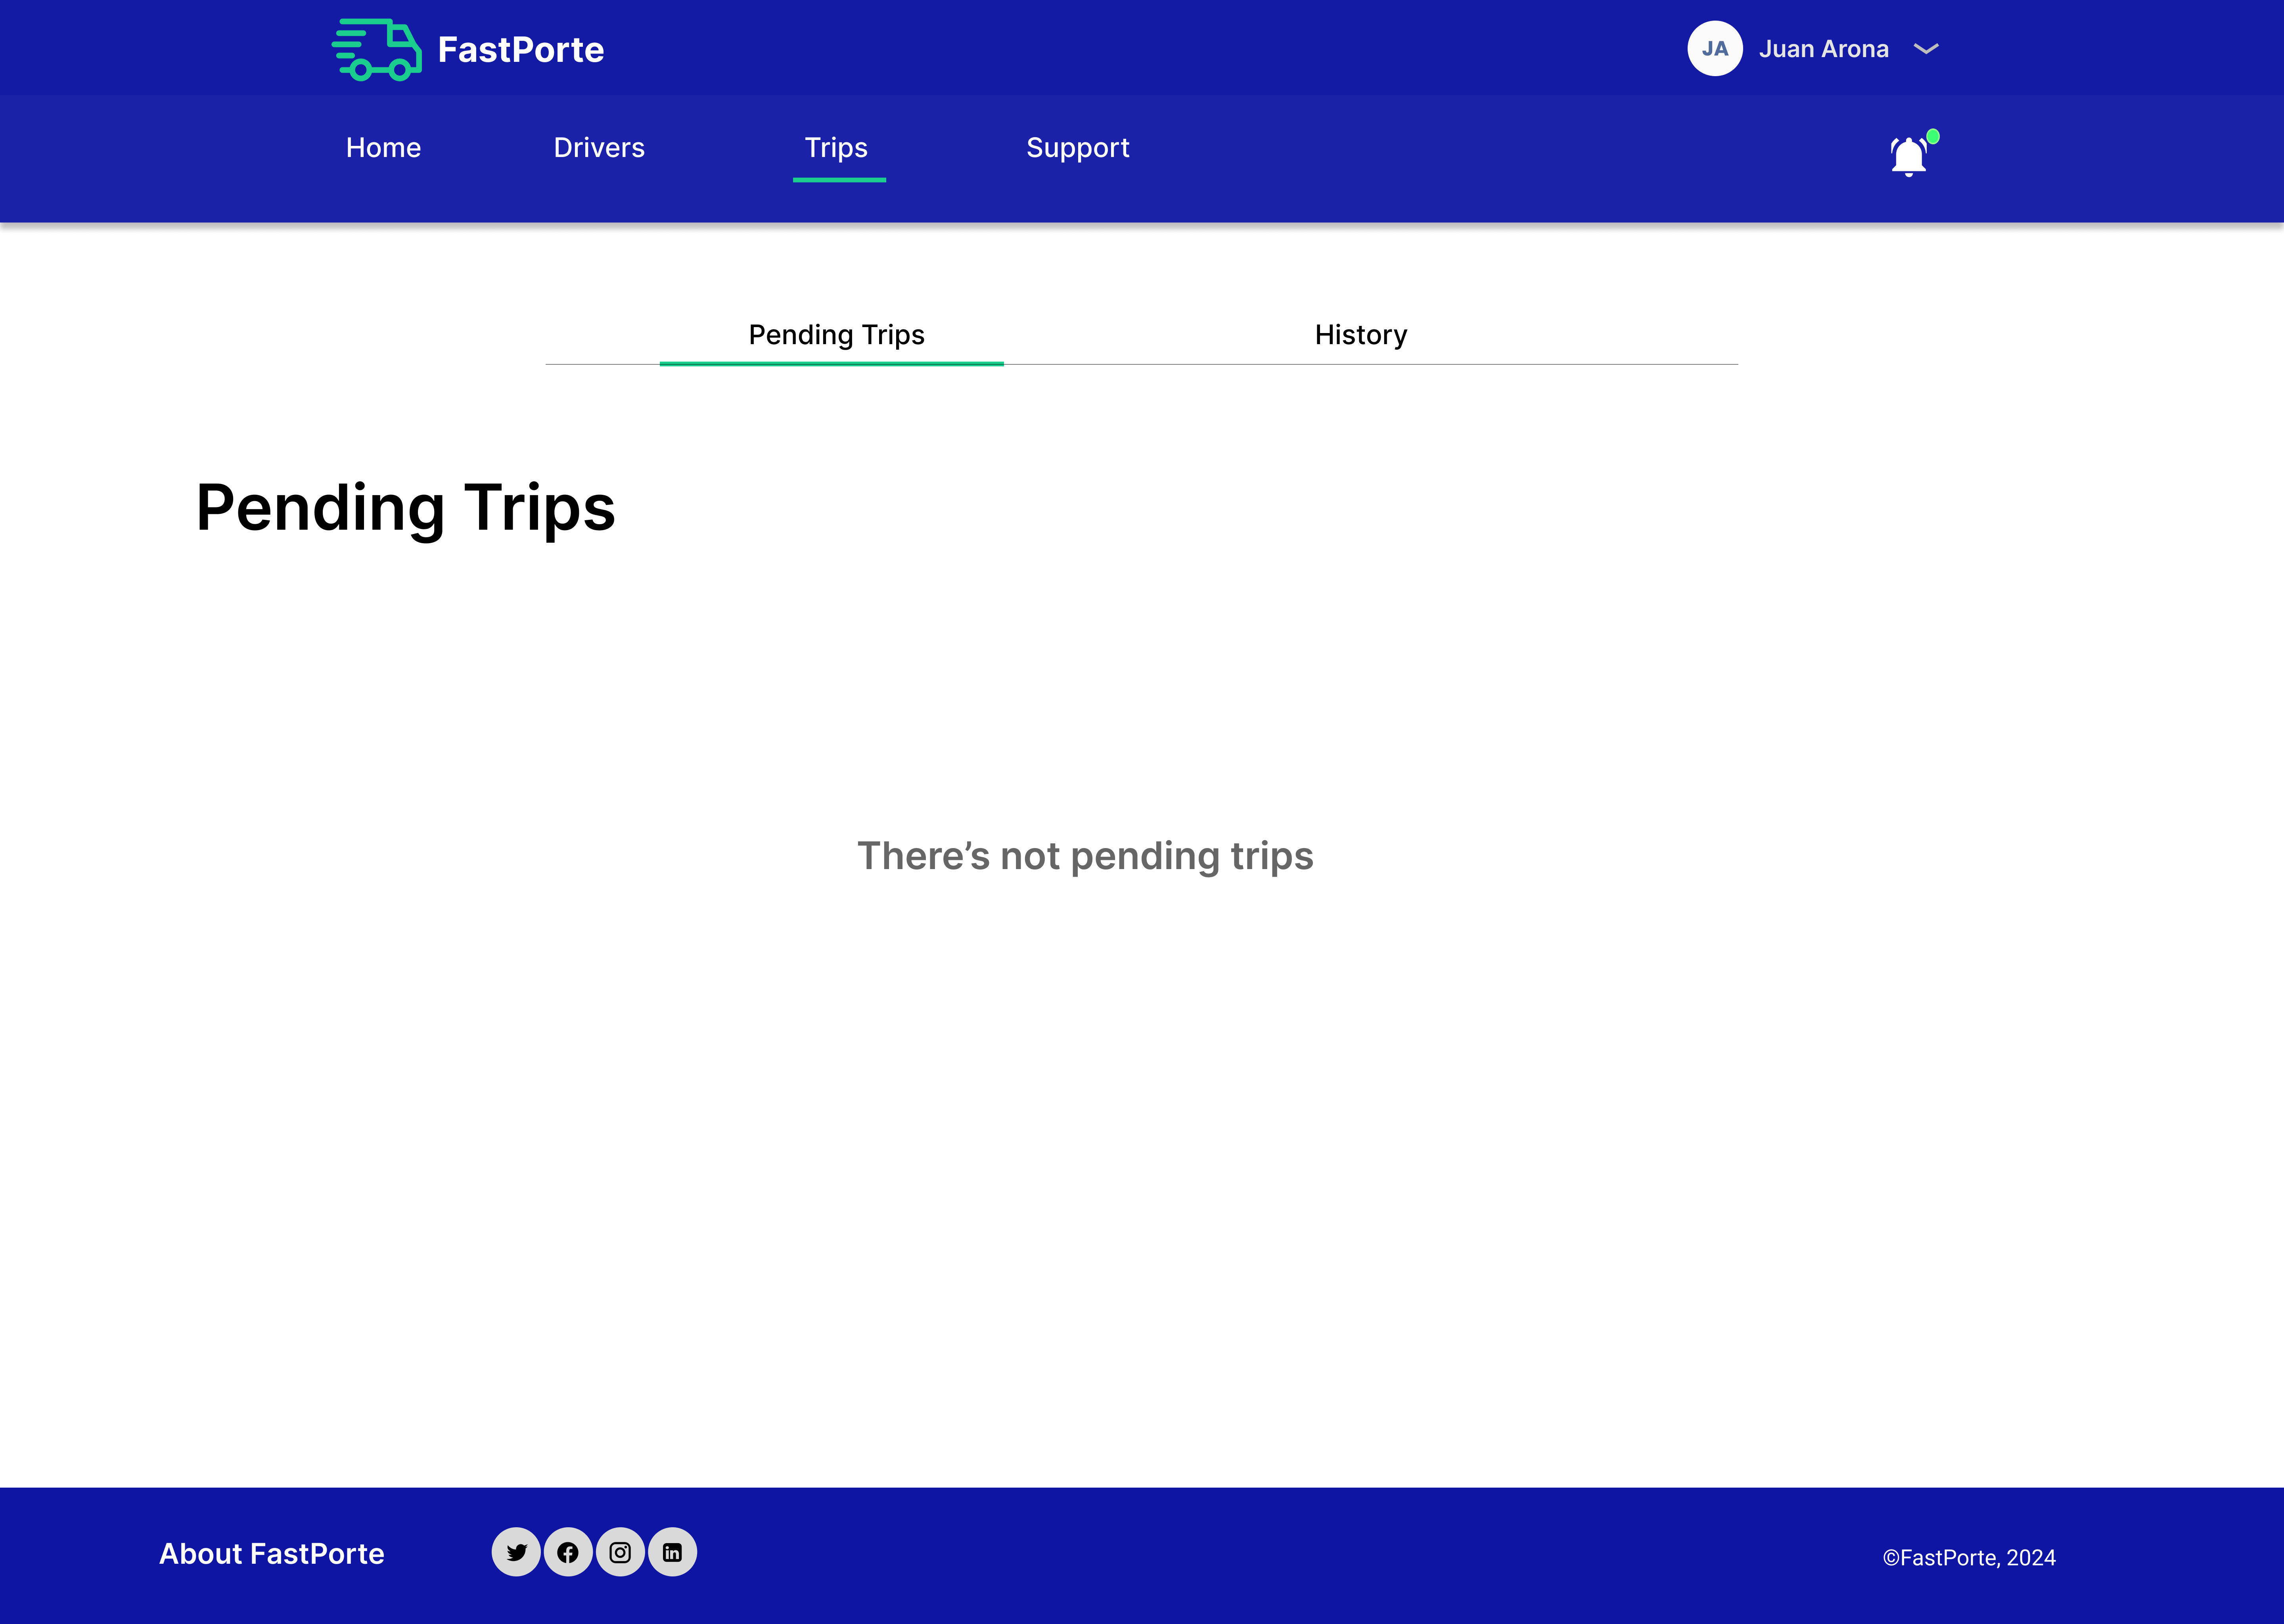 FastPorte
JA Juan Arona
Home Drivers Trips Support
Pending Trips History
Pending Trips
There’s not pending trips
About FastPorte
©FastPorte, 2024